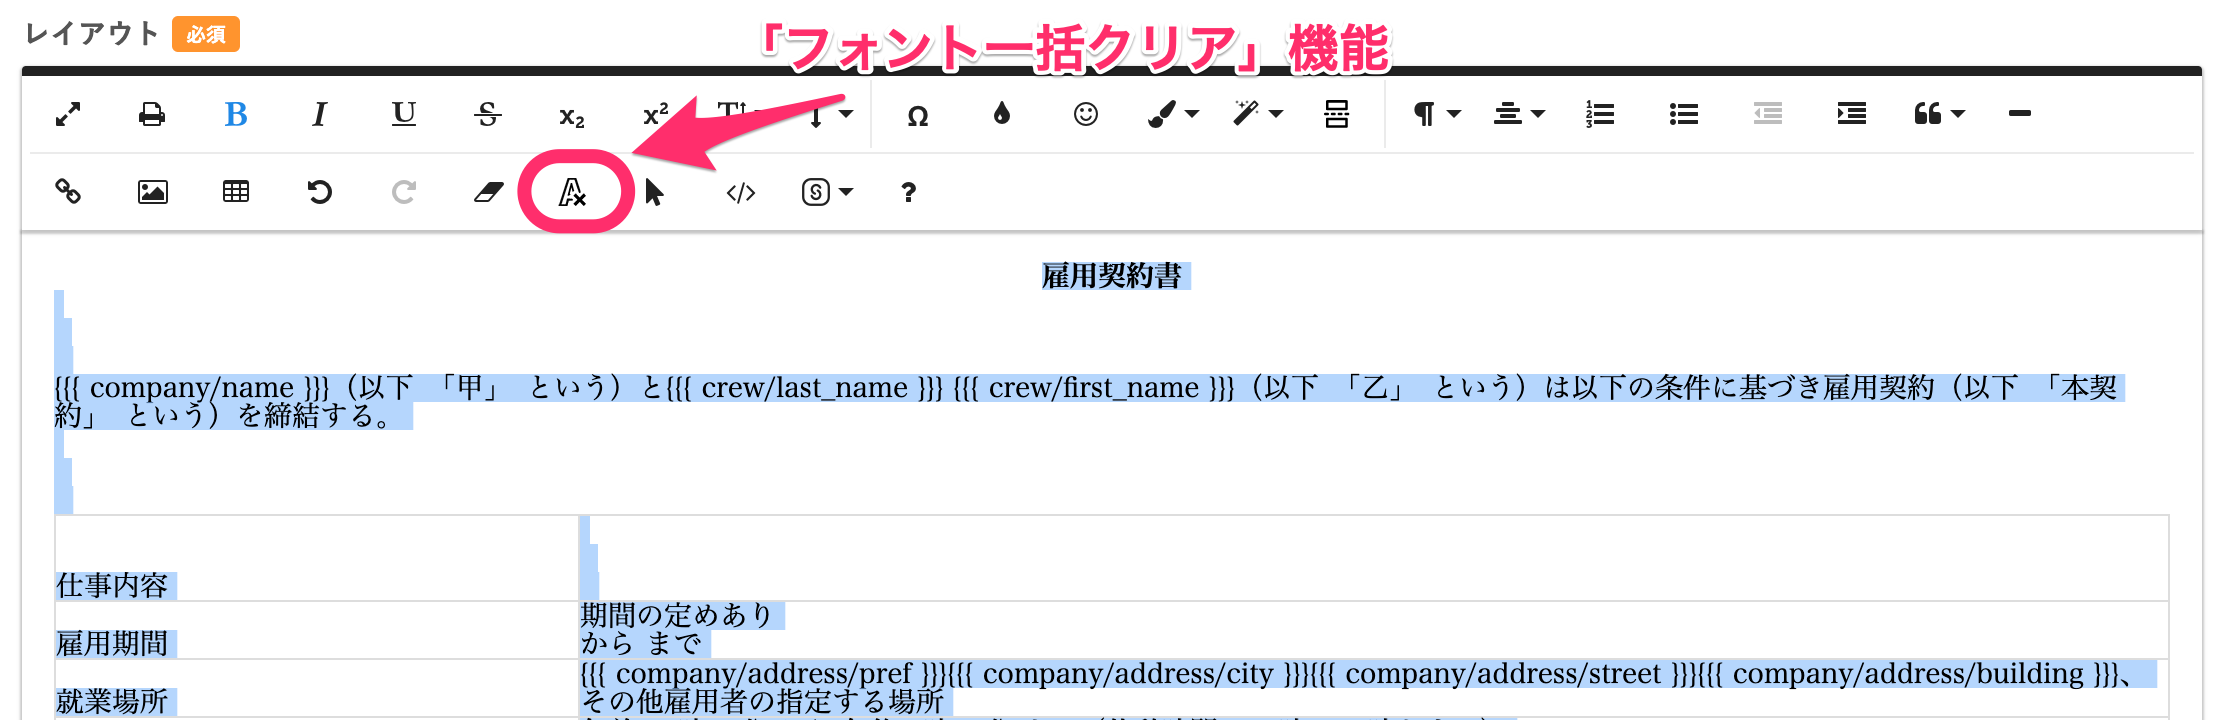 レイアウト 必須
「フォント一括クリア」機能
雇用契約書
{{{ company/name }}}（以下 「甲」 という）と{{{ crew/last_name }}} {{{ crew/first_name }}}（以下 「乙」 という）は以下の条件に基づき雇用契約（以下 「本契
約」 という）を締結する。
仕事内容
期間の定めあり
雇用期間 から まで
{{{ company/address/pref }}}{{{ company/address/city }}}{{{ company/address/street }}}{{{ company/address/building }}}、
就業場所 その他雇用者の指定する場所